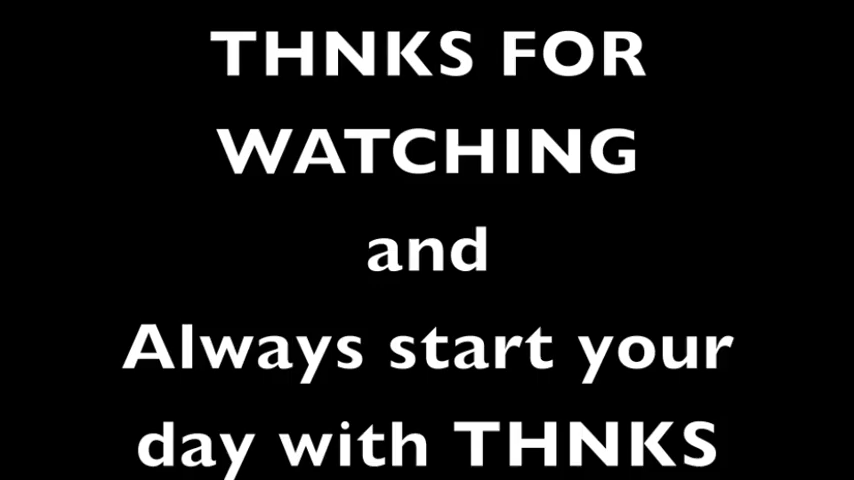 THNKS FOR
WATCHING
and
Always start your
day with THNKS